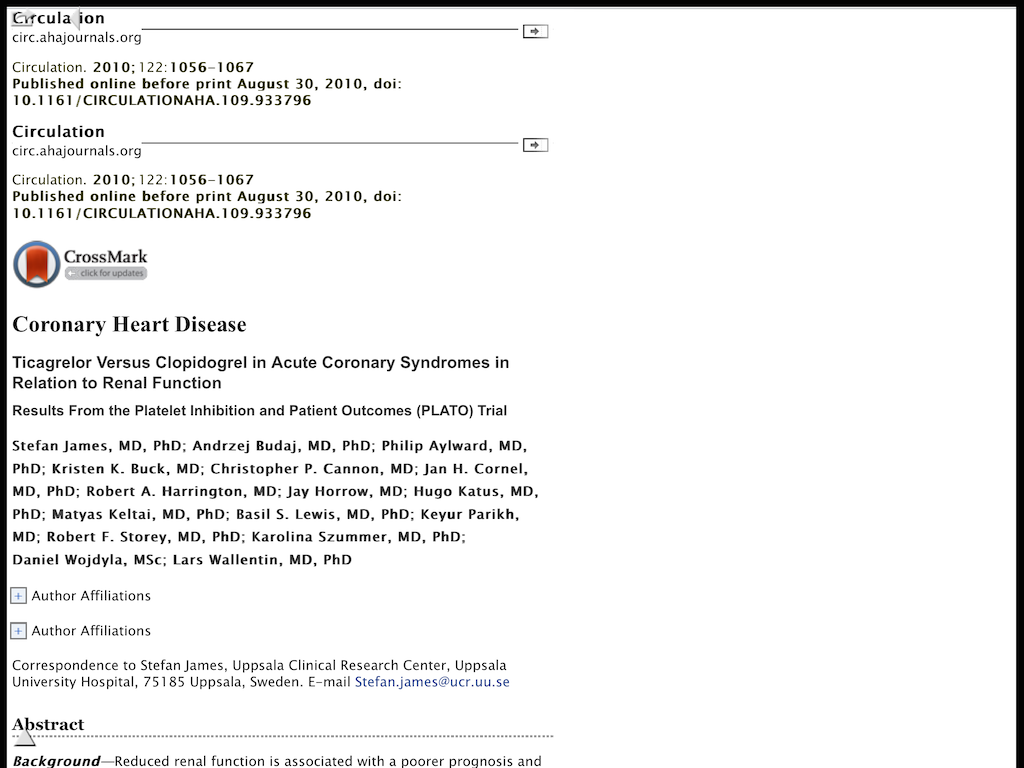 Circulation
circ.ahajournals.org
Circulation. 2010; 122: 1056-1067
Published online before print August 30, 2010, doi:
10.1161/CIRCULATIONAHA.109.933796
Circulation
circ.ahajournals.org
Circulation. 2010; 122: 1056-1067
Published online before print August 30, 2010, doi:
10.1161/CIRCULATIONAHA.109.933796
CrossMark
click for updates
Coronary Heart Disease
Ticagrelor Versus Clopidogrel in Acute Coronary Syndromes in
Relation to Renal Function
Results From the Platelet Inhibition and Patient Outcomes (PLATO) Trial
Stefan James, MD, PhD; Andrzej Budaj, MD, PhD; Philip Aylward, MD,
PhD; Kristen K. Buck, MD; Christopher P. Cannon, MD; Jan H. Cornel,
MD, PhD; Robert A. Harrington, MD; Jay Horrow, MD; Hugo Katus, MD,
PhD; Matyas Keltai, MD, PhD; Basil S. Lewis, MD, PhD; Keyur Parikh,
MD; Robert F. Storey, MD, PhD; Karolina Szummer, MD, PhD;
Daniel Wojdyla, MSc; Lars Wallentin, MD, PhD
Author Affiliations
Author Affiliations
Correspondence to Stefan James, Uppsala Clinical Research Center, Uppsala
University Hospital, 75185 Uppsala, Sweden. E-mail Stefan.james@ucr.uu.se
Abstract
Background—Reduced renal function is associated with a poorer prognosis and